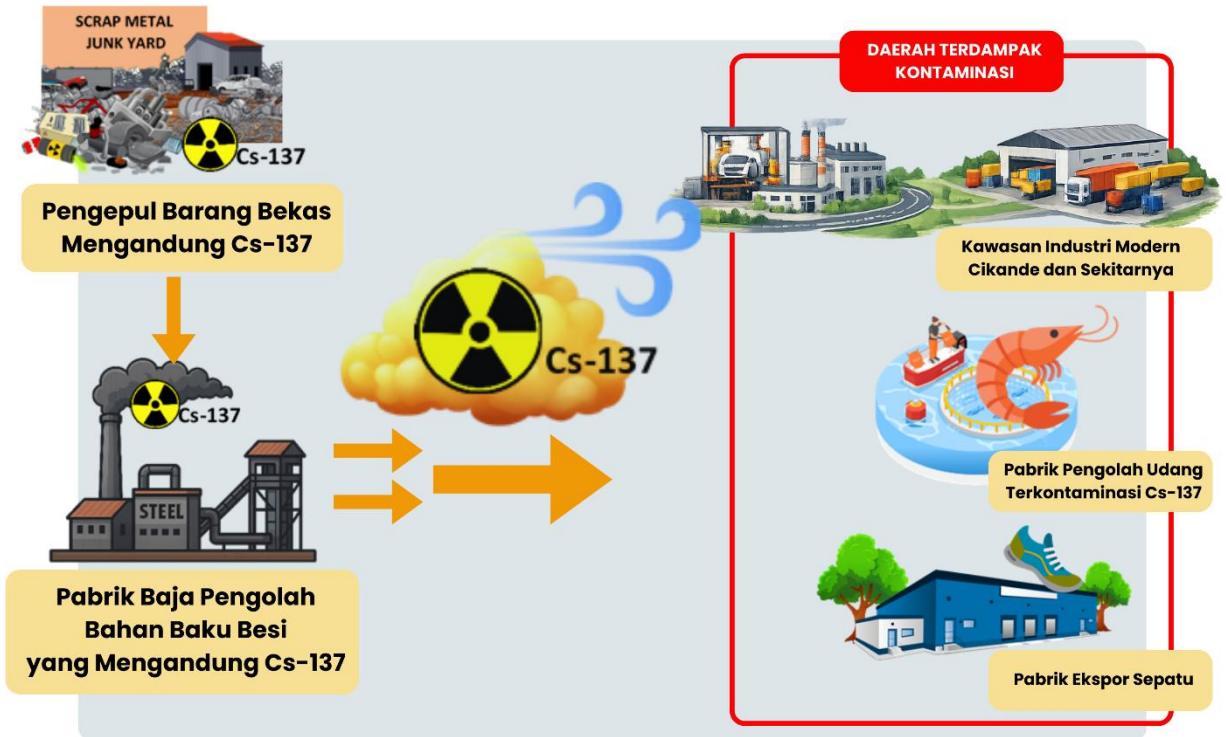 SCRAP METAL
JUNK YARD
Cs-137
Pengepul Barang Bekas
Mengandung Cs-137
Cs-137
STEEL
Pabrik Baja Pengolah
Bahan Baku Besi
yang Mengandung Cs-137
Cs-137
DAERAH TERDAMPAK
KONTAMINASI
Kawasan Industri Modern
Cikande dan Sekitarnya
Pabrik Pengolah Udang
Terkontaminasi Cs-137
Pabrik Ekspor Sepatu